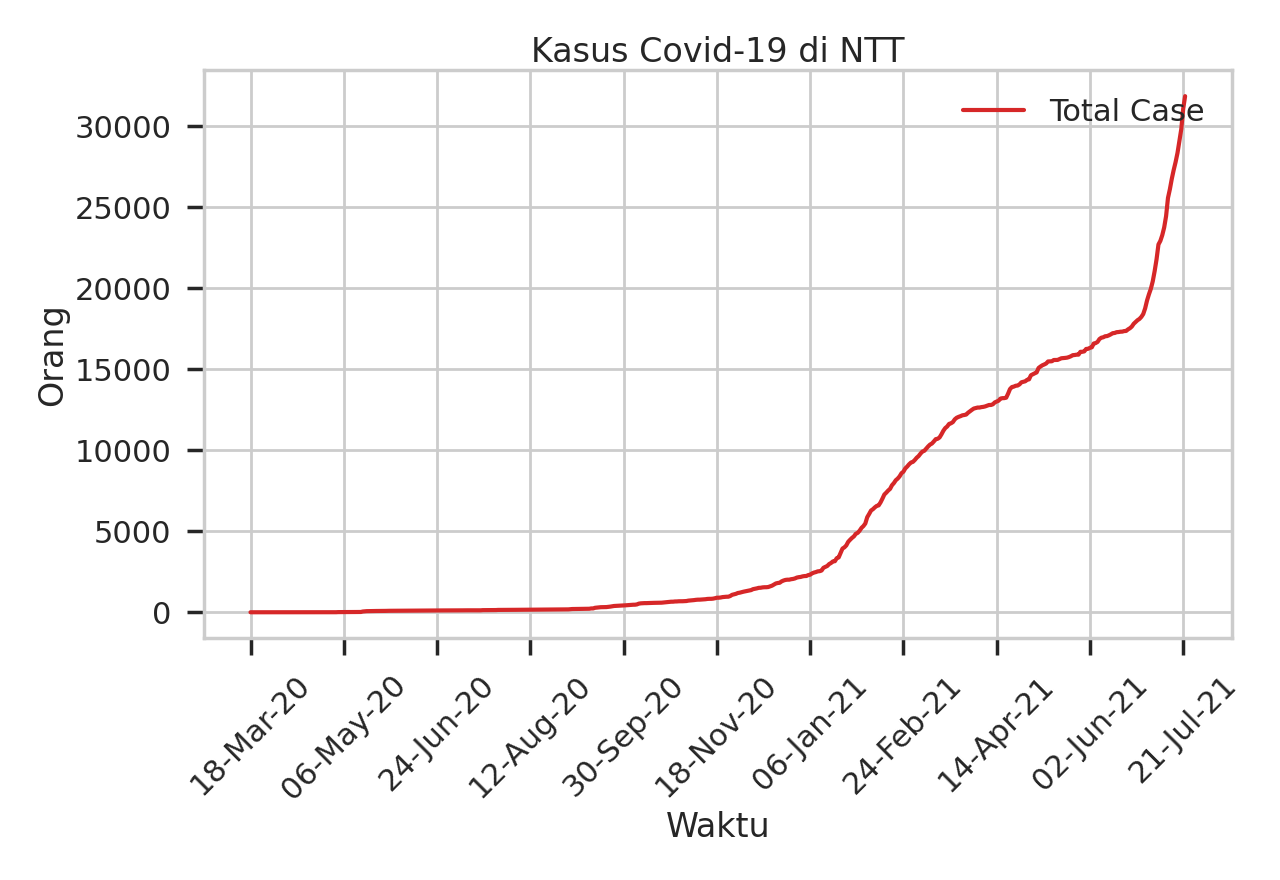 Kasus Covid-19 di NTT
Total Case
Orang
30000
25000
20000
15000
10000
5000
0
18-Mar-20
06-May-20
24-Jun-20
12-Aug-20
30-Sep-20
18-Nov-20
06-Jan-21
24-Feb-21
14-Apr-21
02-Jun-21
21-Jul-21
Waktu